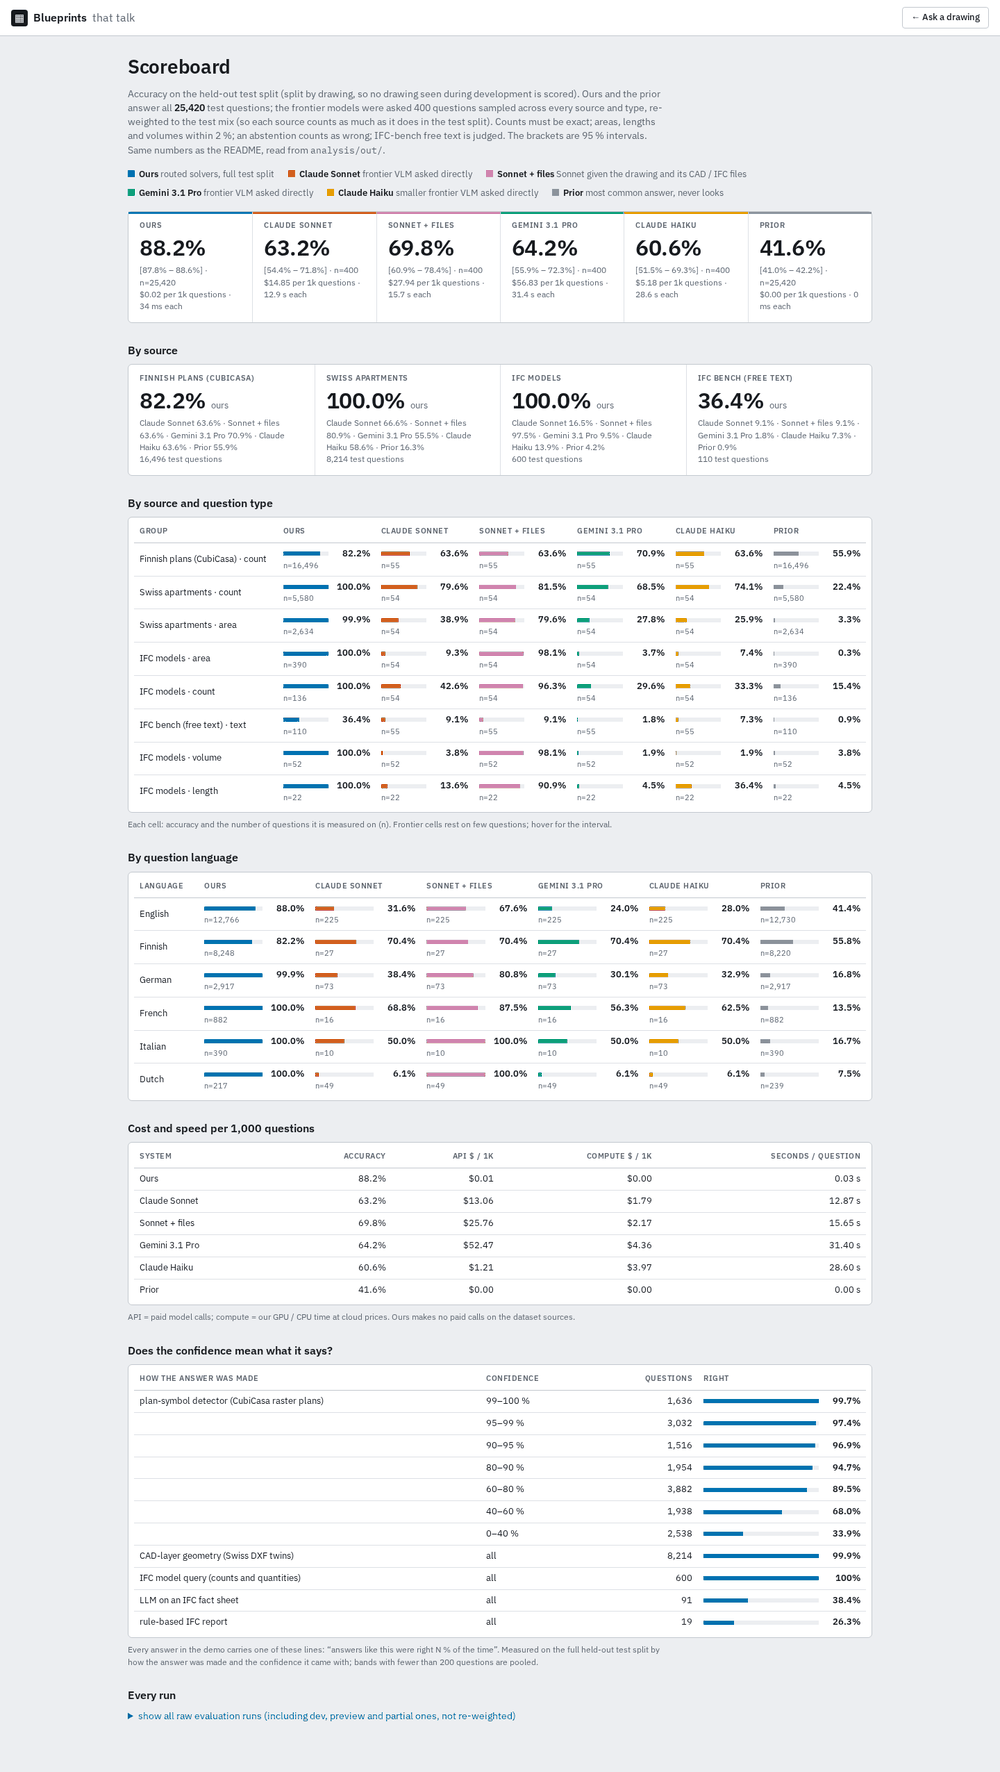 Blueprints that talk
← Ask a drawing
Scoreboard
Accuracy on the held-out test split (split by drawing, so no drawing seen during development is scored). Ours and the prior
answer all 25,420 test questions; the frontier models were asked 400 questions sampled across every source and type, re-
weighted to the test mix (so each source counts as much as it does in the test split). Counts must be exact; areas, lengths
and volumes within 2 %; an abstention counts as wrong; IFC-bench free text is judged. The brackets are 95 % intervals.
Same numbers as the README, read from analysis/out/.
Ours routed solvers, full test split Claude Sonnet frontier VLM asked directly Sonnet + files Sonnet given the drawing and its CAD / IFC files
Gemini 3.1 Pro frontier VLM asked directly Claude Haiku smaller frontier VLM asked directly Prior most common answer, never looks
OURS
88.2%
[87.8% – 88.6%] ·
n=25,420
$0.02 per 1k questions ·
34 ms each
CLAUDE SONNET
63.2%
[54.4% – 71.8%] · n=400
$14.85 per 1k questions ·
12.9 s each
SONNET + FILES
69.8%
[60.9% – 78.4%] · n=400
$27.94 per 1k questions ·
15.7 s each
GEMINI 3.1 PRO
64.2%
[55.9% – 72.3%] · n=400
$56.83 per 1k questions ·
31.4 s each
CLAUDE HAIKU
60.6%
[51.5% – 69.3%] · n=400
$5.18 per 1k questions ·
28.6 s each
PRIOR
41.6%
[41.0% – 42.2%] ·
n=25,420
$0.00 per 1k questions · 0
ms each
By source
FINNISH PLANS (CUBICASA)
82.2% ours
Claude Sonnet 63.6% · Sonnet + files
63.6% · Gemini 3.1 Pro 70.9% · Claude
Haiku 63.6% · Prior 55.9%
16,496 test questions
SWISS APARTMENTS
100.0% ours
Claude Sonnet 66.6% · Sonnet + files
80.9% · Gemini 3.1 Pro 55.5% · Claude
Haiku 58.6% · Prior 16.3%
8,214 test questions
IFC MODELS
100.0% ours
Claude Sonnet 16.5% · Sonnet + files
97.5% · Gemini 3.1 Pro 9.5% · Claude
Haiku 13.9% · Prior 4.2%
600 test questions
IFC BENCH (FREE TEXT)
36.4% ours
Claude Sonnet 9.1% · Sonnet + files 9.1% ·
Gemini 3.1 Pro 1.8% · Claude Haiku 7.3% ·
Prior 0.9%
110 test questions
By source and question type
GROUP OURS CLAUDE SONNET SONNET + FILES GEMINI 3.1 PRO CLAUDE HAIKU PRIOR
Finnish plans (CubiCasa) · count 82.2% 63.6% 63.6% 70.9% 63.6% 55.9%
n=16,496 n=55 n=55 n=55 n=55 n=16,496
Swiss apartments · count 100.0% 79.6% 81.5% 68.5% 74.1% 22.4%
n=5,580 n=54 n=54 n=54 n=54 n=5,580
Swiss apartments · area 99.9% 38.9% 79.6% 27.8% 25.9% 3.3%
n=2,634 n=54 n=54 n=54 n=54 n=2,634
IFC models · area 100.0% 9.3% 98.1% 3.7% 7.4% 0.3%
n=390 n=54 n=54 n=54 n=54 n=390
IFC models · count 100.0% 42.6% 96.3% 29.6% 33.3% 15.4%
n=136 n=54 n=54 n=54 n=54 n=136
IFC bench (free text) · text 36.4% 9.1% 9.1% 1.8% 7.3% 0.9%
n=110 n=55 n=55 n=55 n=55 n=110
IFC models · volume 100.0% 3.8% 98.1% 1.9% 1.9% 3.8%
n=52 n=52 n=52 n=52 n=52 n=52
IFC models · length 100.0% 13.6% 90.9% 4.5% 36.4% 4.5%
n=22 n=22 n=22 n=22 n=22 n=22
Each cell: accuracy and the number of questions it is measured on (n). Frontier cells rest on few questions; hover for the interval.
By question language
LANGUAGE OURS CLAUDE SONNET SONNET + FILES GEMINI 3.1 PRO CLAUDE HAIKU PRIOR
English 88.0% 31.6% 67.6% 24.0% 28.0% 41.4%
n=12,766 n=225 n=225 n=225 n=225 n=12,730
Finnish 82.2% 70.4% 70.4% 70.4% 70.4% 55.8%
n=8,248 n=27 n=27 n=27 n=27 n=8,220
German 99.9% 38.4% 80.8% 30.1% 32.9% 16.8%
n=2,917 n=73 n=73 n=73 n=73 n=2,917
French 100.0% 68.8% 87.5% 56.3% 62.5% 13.5%
n=882 n=16 n=16 n=16 n=16 n=882
Italian 100.0% 50.0% 100.0% 50.0% 50.0% 16.7%
n=390 n=10 n=10 n=10 n=10 n=390
Dutch 100.0% 6.1% 100.0% 6.1% 6.1% 7.5%
n=217 n=49 n=49 n=49 n=49 n=239
Cost and speed per 1,000 questions
SYSTEM ACCURACY API $ / 1K COMPUTE $ / 1K SECONDS / QUESTION
Ours 88.2% $0.01 $0.00 0.03 s
Claude Sonnet 63.2% $13.06 $1.79 12.87 s
Sonnet + files 69.8% $25.76 $2.17 15.65 s
Gemini 3.1 Pro 64.2% $52.47 $4.36 31.40 s
Claude Haiku 60.6% $1.21 $3.97 28.60 s
Prior 41.6% $0.00 $0.00 0.00 s
API = paid model calls; compute = our GPU / CPU time at cloud prices. Ours makes no paid calls on the dataset sources.
Does the confidence mean what it says?
HOW THE ANSWER WAS MADE CONFIDENCE QUESTIONS RIGHT
plan-symbol detector (CubiCasa raster plans) 99–100 % 1,636 99.7%
95–99 % 3,032 97.4%
90–95 % 1,516 96.9%
80–90 % 1,954 94.7%
60–80 % 3,882 89.5%
40–60 % 1,938 68.0%
0–40 % 2,538 33.9%
CAD-layer geometry (Swiss DXF twins) all 8,214 99.9%
IFC model query (counts and quantities) all 600 100%
LLM on an IFC fact sheet all 91 38.4%
rule-based IFC report all 19 26.3%
Every answer in the demo carries one of these lines: “answers like this were right N % of the time”. Measured on the full held-out test split by
how the answer was made and the confidence it came with; bands with fewer than 200 questions are pooled.
Every run
▶ show all raw evaluation runs (including dev, preview and partial ones, not re-weighted)